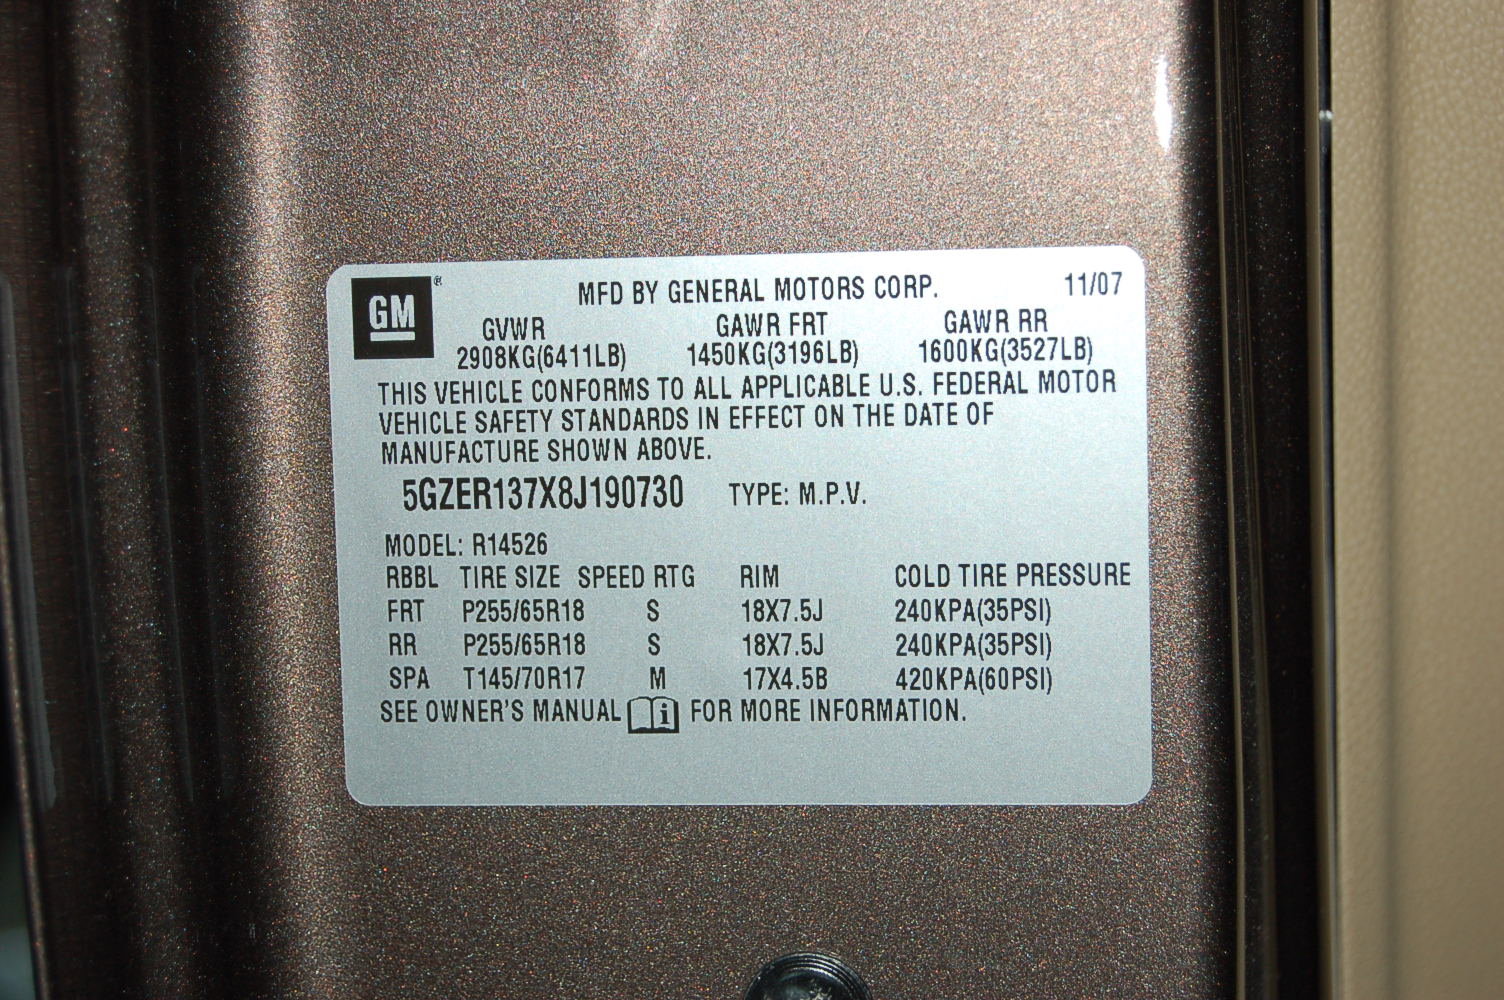 GM ® MFD BY GENERAL MOTORS CORP. 11/07
GVWR GAWR FRT GAWR RR
2908KG(6411LB) 1450KG(3196LB) 1600KG(3527LB)
THIS VEHICLE CONFORMS TO ALL APPLICABLE U.S. FEDERAL MOTOR
VEHICLE SAFETY STANDARDS IN EFFECT ON THE DATE OF
MANUFACTURE SHOWN ABOVE.
5GZER137X8J190730 TYPE: M.P.V.
MODEL: R14526
RBBL TIRE SIZE SPEED RTG RIM COLD TIRE PRESSURE
FRT P255/65R18 S 18X7.5J 240KPA(35PSI)
RR P255/65R18 S 18X7.5J 240KPA(35PSI)
SPA T145/70R17 M 17X4.5B 420KPA(60PSI)
SEE OWNER'S MANUAL i FOR MORE INFORMATION.